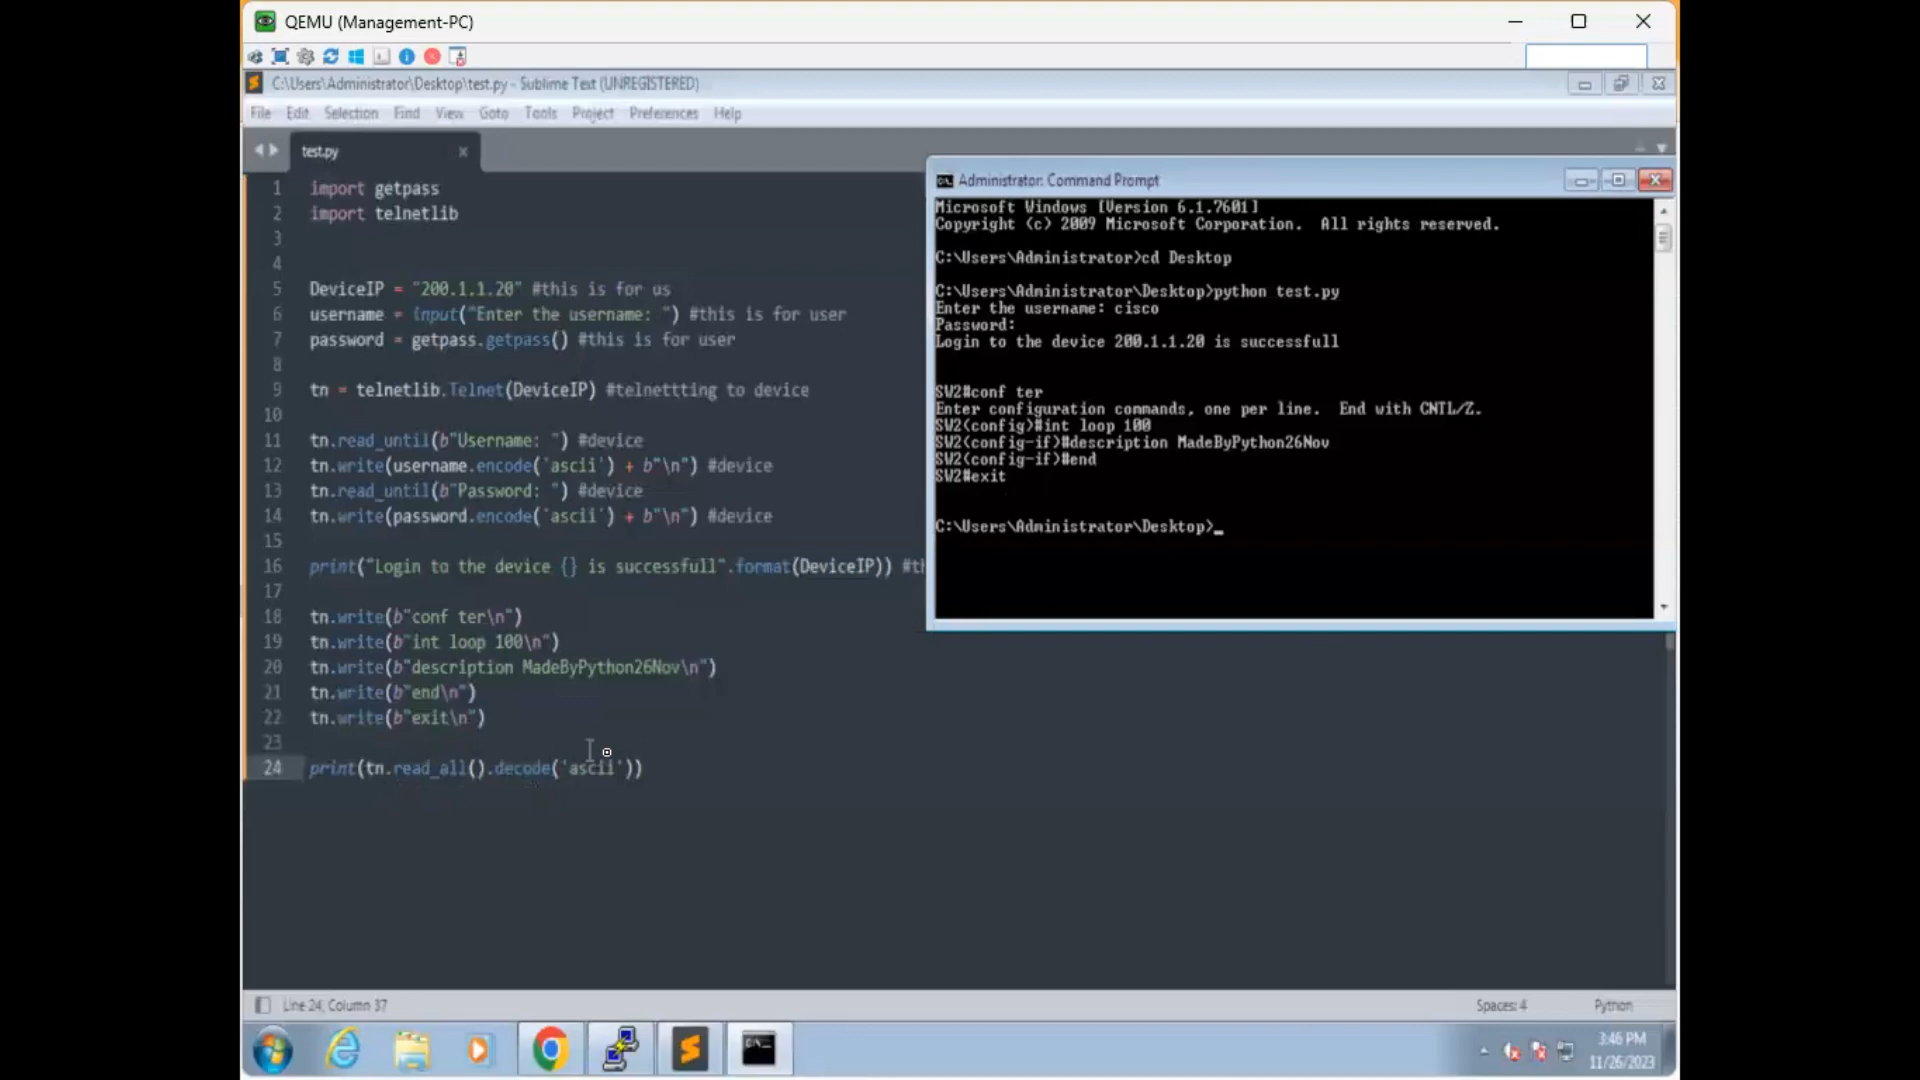 QEMU (Management-PC)
C:\Users\Administrator\Desktop\test.py - Sublime Text (UNREGISTERED)
File Edit Selection Find View Goto Tools Project Preferences Help
test.py
1 import getpass
2 import telnetlib
3
4
5 DeviceIP = "200.1.1.20" #this is for us
6 username = input("Enter the username: ") #this is for user
7 password = getpass.getpass() #this is for user
8
9 tn = telnetlib.Telnet(DeviceIP) #telnettting to device
10
11 tn.read_until(b"Username: ") #device
12 tn.write(username.encode('ascii') + b"\n") #device
13 tn.read_until(b"Password: ") #device
14 tn.write(password.encode('ascii') + b"\n") #device
15
16 print("Login to the device {} is successfull".format(DeviceIP)) #th
17
18 tn.write(b"conf ter\n")
19 tn.write(b"int loop 100\n")
20 tn.write(b"description MadeByPython26Nov\n")
21 tn.write(b"end\n")
22 tn.write(b"exit\n")
23
24 print(tn.read_all().decode('ascii'))
Administrator: Command Prompt
Microsoft Windows [Version 6.1.7601]
Copyright (c) 2009 Microsoft Corporation. All rights reserved.
C:\Users\Administrator>cd Desktop
C:\Users\Administrator\Desktop>python test.py
Enter the username: cisco
Password:
Login to the device 200.1.1.20 is successfull
SW2#conf ter
Enter configuration commands, one per line. End with CNTL/Z.
SW2(config)#int loop 100
SW2(config-if)#description MadeByPython26Nov
SW2(config-if)#end
SW2#exit
C:\Users\Administrator\Desktop>_
Line 24, Column 37
Spaces: 4 Python
3:46 PM
11/26/2023